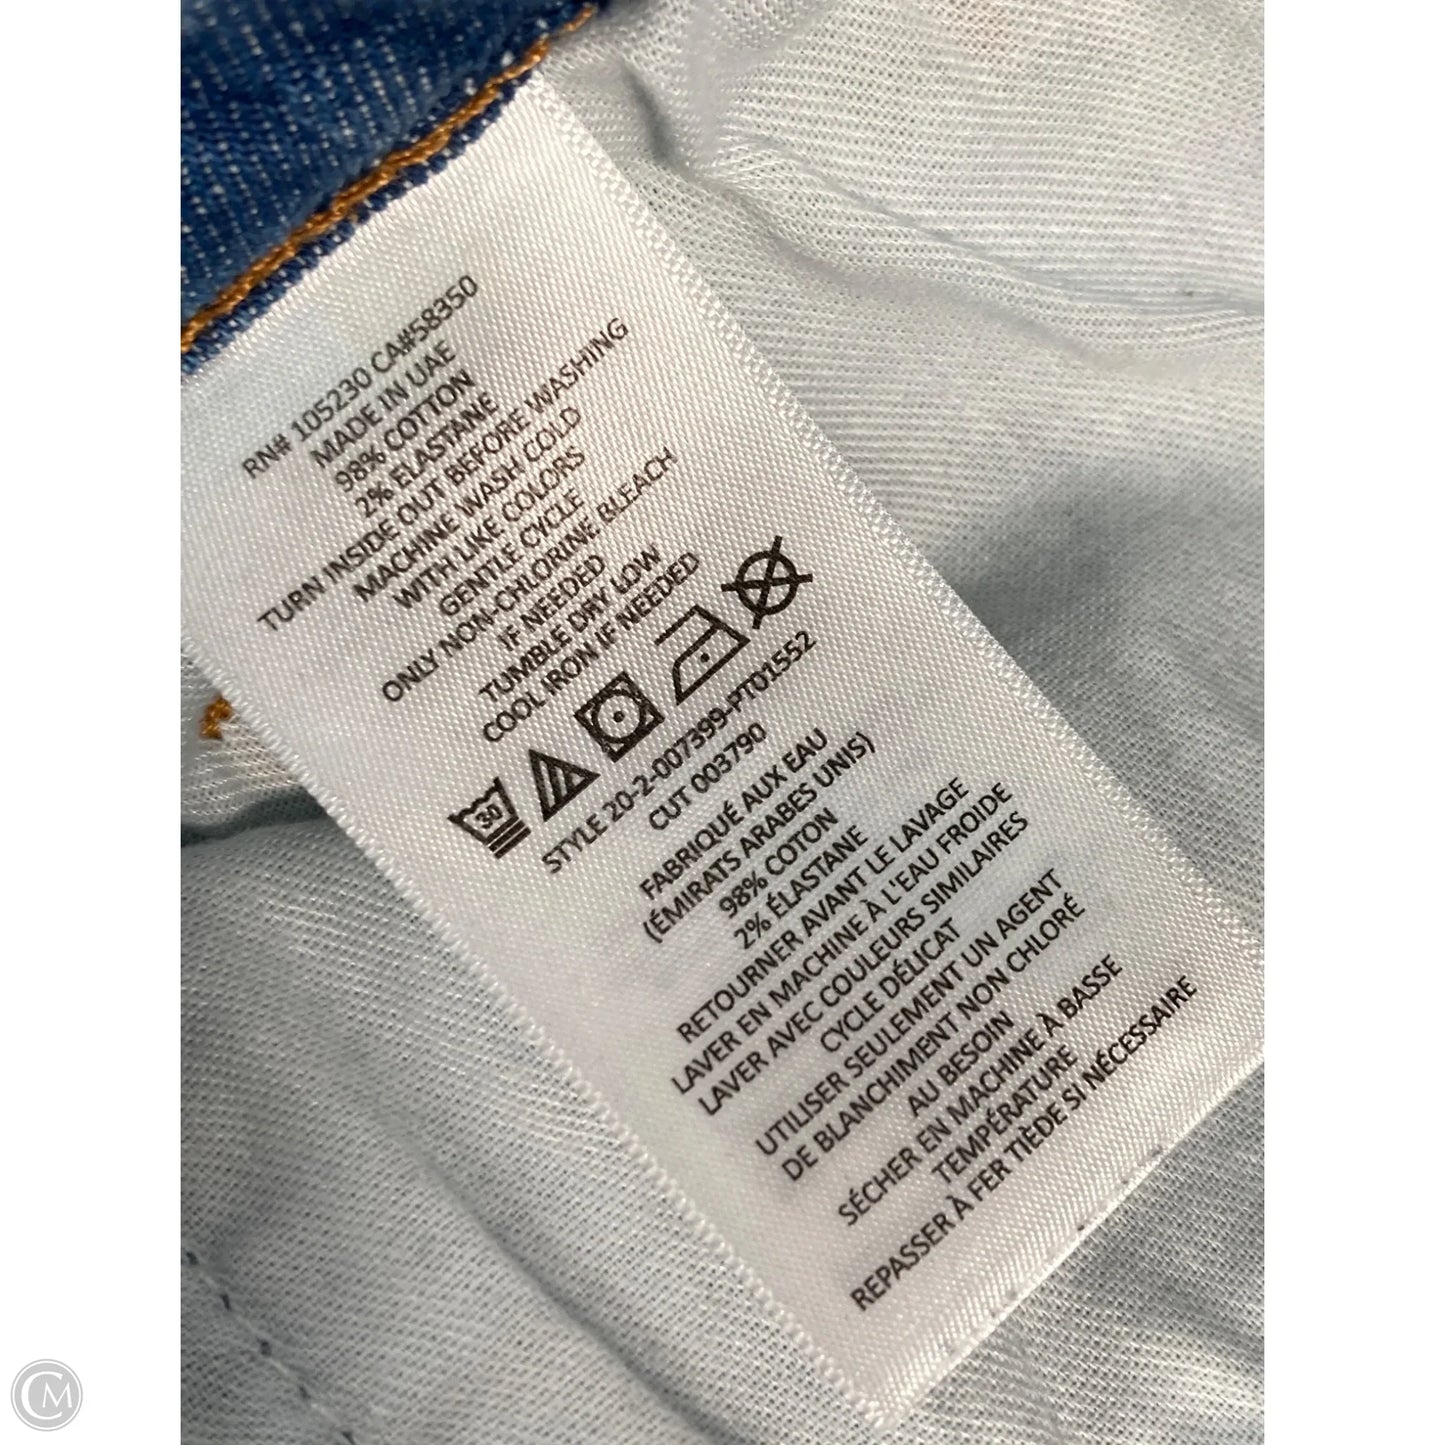 RN# 105230 CA#58350
MADE IN UAE
98% COTTON
2% ELASTANE
TURN INSIDE OUT BEFORE WASHING
MACHINE WASH COLD
WITH LIKE COLORS
GENTLE CYCLE
ONLY NON-CHLORINE BLEACH
IF NEEDED
TUMBLE DRY LOW
COOL IRON IF NEEDED
30
STYLE 20-2-007399-PT01552
CUT 003790
FABRIQUÉ AUX EAU
(ÉMIRATS ARABES UNIS)
98% COTON
2% ÉLASTANE
RETOURNER AVANT LE LAVAGE
LAVER EN MACHINE À L'EAU FROIDE
LAVER AVEC COULEURS SIMILAIRES
CYCLE DÉLICAT
UTILISER SEULEMENT UN AGENT
DE BLANCHIMENT NON CHLORÉ
AU BESOIN
SÉCHER EN MACHINE À BASSE
TEMPÉRATURE
REPASSER À FER TIÈDE SI NÉCESSAIRE
CM